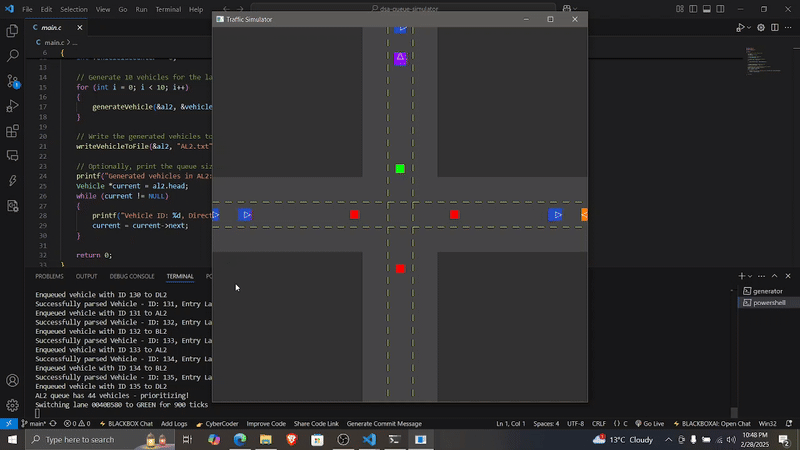 File Edit Selection View Go Run Terminal Help
dsa-queue-simulator
Traffic Simulator
main.c
main.c > ...
6 {
13
14 // Generate 10 vehicles for the la
15 for (int i = 0; i < 10; i++)
16 {
17 generateVehicle(&al2, &vehicle
18 }
19
20 // Write the generated vehicles to
21 writeVehicleToFile(&al2, "AL2.txt"
22
23 // Optionally, print the queue siz
24 printf("Generated vehicles in AL2:
25 Vehicle *current = al2.head;
26 while (current != NULL)
27 {
28 printf("Vehicle ID: %d, Direct
29 current = current->next;
30 }
31
32 return 0;
33 }
PROBLEMS OUTPUT DEBUG CONSOLE TERMINAL PO
generator
powershell
Enqueued vehicle with ID 130 to DL2
Successfully parsed Vehicle - ID: 131, Entry La
Enqueued vehicle with ID 131 to AL2
Successfully parsed Vehicle - ID: 132, Entry La
Enqueued vehicle with ID 132 to BL2
Successfully parsed Vehicle - ID: 133, Entry La
Enqueued vehicle with ID 133 to AL2
Successfully parsed Vehicle - ID: 134, Entry La
Enqueued vehicle with ID 134 to BL2
Successfully parsed Vehicle - ID: 135, Entry La
Enqueued vehicle with ID 135 to DL2
AL2 queue has 44 vehicles - prioritizing!
Switching lane 0040B580 to GREEN for 900 ticks
main* 0 0 BLACKBOX Chat Add Logs CyberCoder Improve Code Share Code Link Generate Commit Message Ln 1, Col 1 Spaces: 4 UTF-8 CRLF {} C Go Live BLACKBOXAI: Open Chat Win32
Type here to search
13°C Cloudy
10:48 PM
2/28/2025